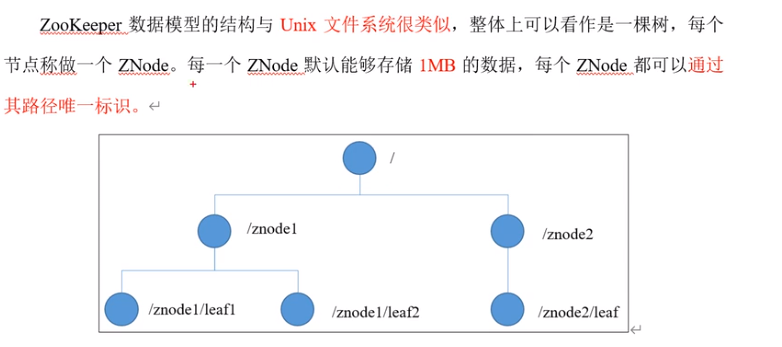 ZooKeeper 数据模型的结构与 Unix 文件系统很类似，整体上可以看作是一棵树，每个
节点称做一个 ZNode。每一个 ZNode 默认能够存储 1MB 的数据，每个 ZNode 都可以通过
其路径唯一标识。
/
/znode1
/znode2
/znode1/leaf1
/znode1/leaf2
/znode2/leaf